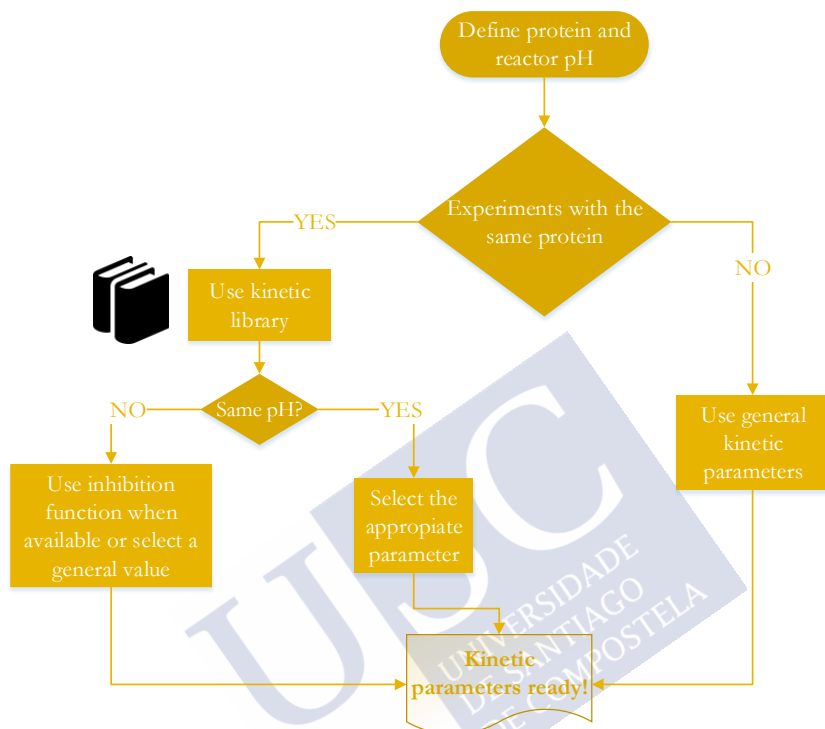 Define protein and
reactor pH
Experiments with the
same protein
YES
NO
Use kinetic
library
Same pH?
NO
YES
Use general
kinetic
parameters
Use inhibition
function when
available or select a
general value
Select the
appropiate
parameter
Kinetic
parameters ready!
USC
UNIVERSIDADE
DE SANTIAGO
DE COMPOSTELA